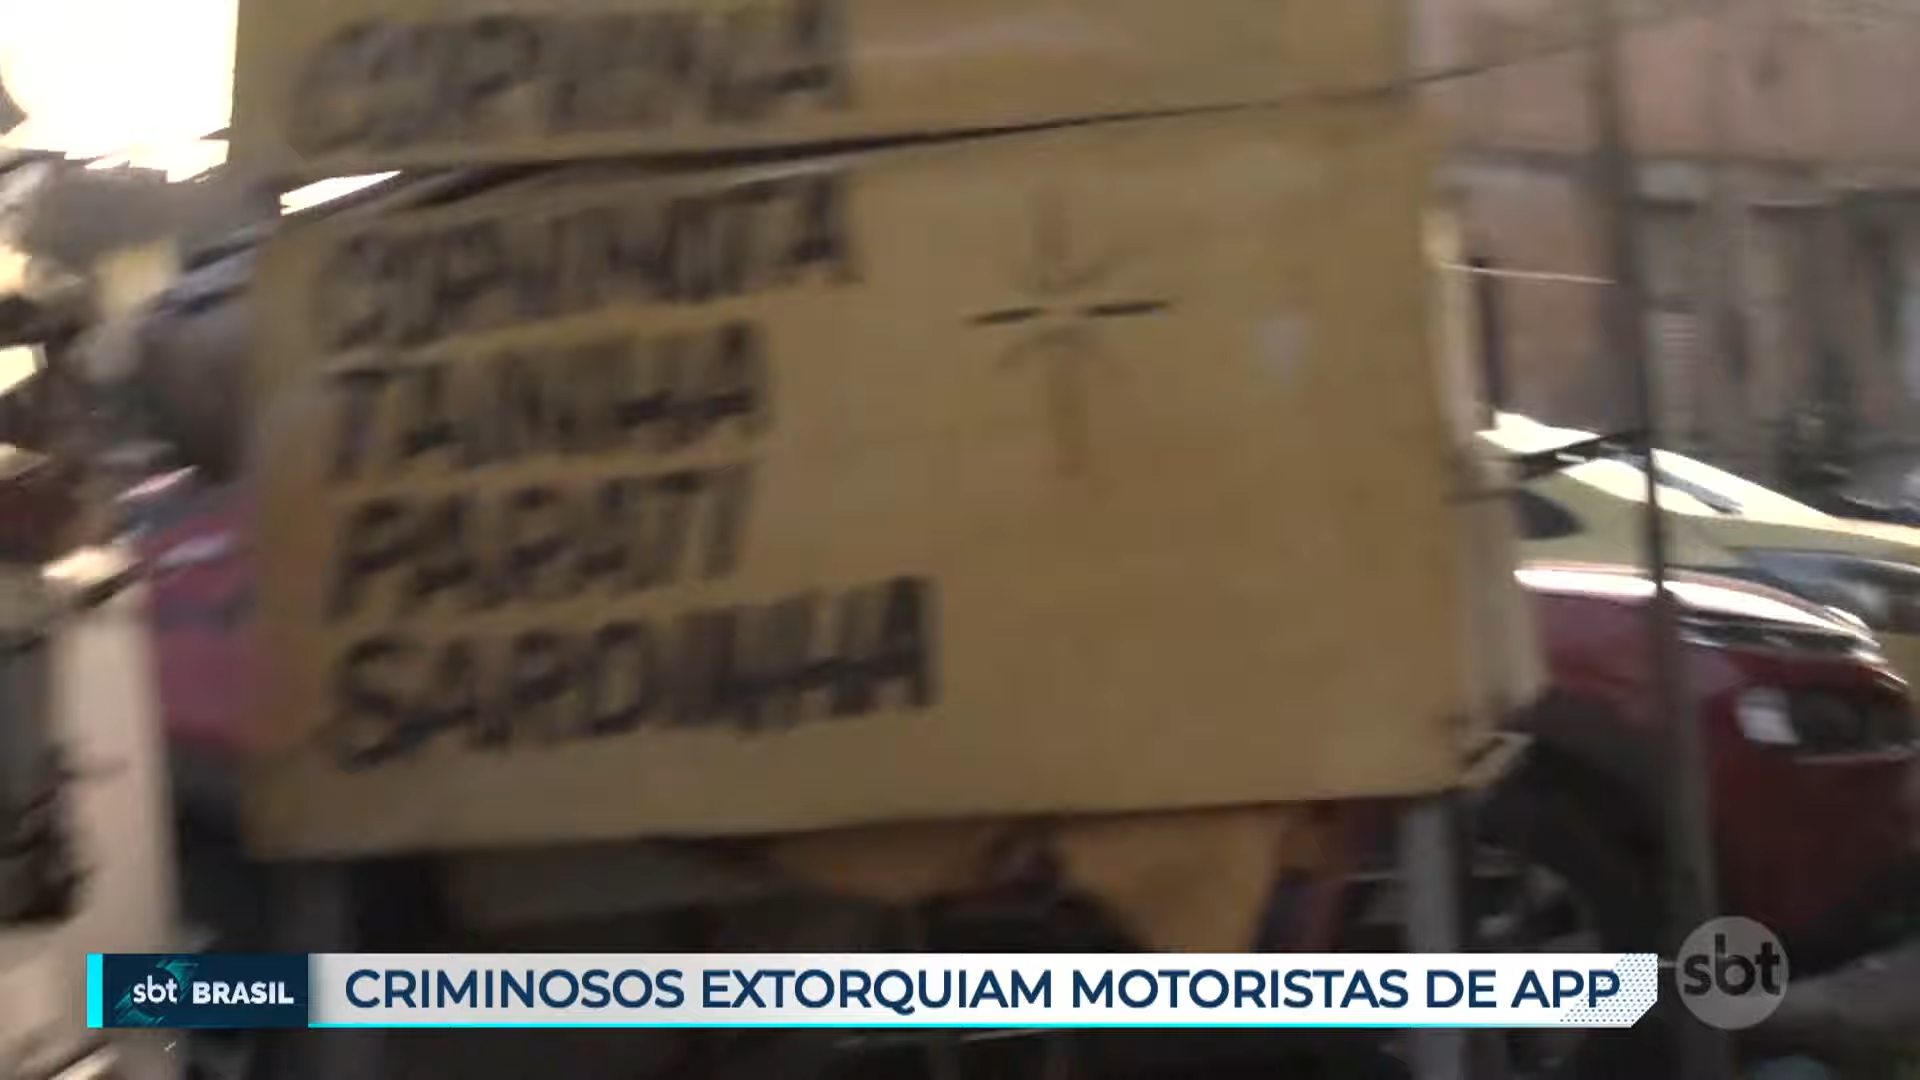 TAINHA
PARATI
SARDINHA
sbt BRASIL
CRIMINOSOS EXTORQUIAM MOTORISTAS DE APP
sbt